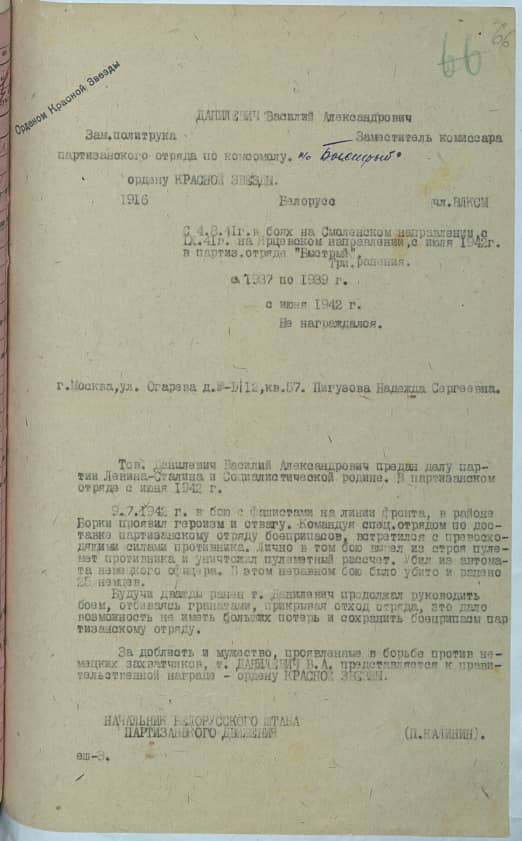 66
66
Орденом Красной Звезды
ДАНИЛЕВИЧ Василий Александрович
Зам.политрука Заместитель комиссара
партизанского отряда по комсомолу. п/о "Быстрый"
ордену КРАСНОЙ ЗВЕЗДЫ.
1916 Белорусс чл.ВЛКСМ
С 4.8.41г.в боях на Смоленском направлении,с
IX.41г. на Ярцевском направлении,с июля 1942г.
в партиз.отряде "Быстрый".
Три ранения.
с 1937 по 1939 г.
с июня 1942 г.
Не награждался.
г.Москва,ул. Огарева д. 12,кв.57. Пигузова Надежда Сергеевна.
Тов. Данилевич Василий Александрович предан делу пар-
тии Ленина-Сталина и Социалистической родине. В партизанском
отряде с июня 1942 г.
9.7.1942 г. в бою с фашистами на линии фронта, в районе
Борки проявил героизм и отвагу. Командуя спец.отрядом по дос-
тавке партизанскому отряду боеприпасов, встретился с превосхо-
дящими силами противника. Лично в том бою вывел из строя пуле-
мет противника и уничтожил пулеметный рассчет. Убил из автома-
та немецкого офицера. В этом неравном бою было убито и ранено
25 немцев.
Будучи дважды ранен т. Данилевич продолжал руководить
боем, отбиваясь гранатами, прикрывая отход отряда, это дало
возможность не иметь больших потерь и сохранить боеприпасы пар
тизанскому отряду.
За доблесть и мужество, проявленные в борьбе против не-
мецких захватчиков, т. ДАНИЛЕВИЧ В.А. представляется к прави-
тельственной награде - ордену КРАСНОЙ ЗВЕЗДЫ.
НАЧАЛЬНИК БЕЛОРУССКОГО ШТАБА
ПАРТИЗАНСКОГО ДВИЖЕНИЯ (П.КАЛИНИН).
еш-3.